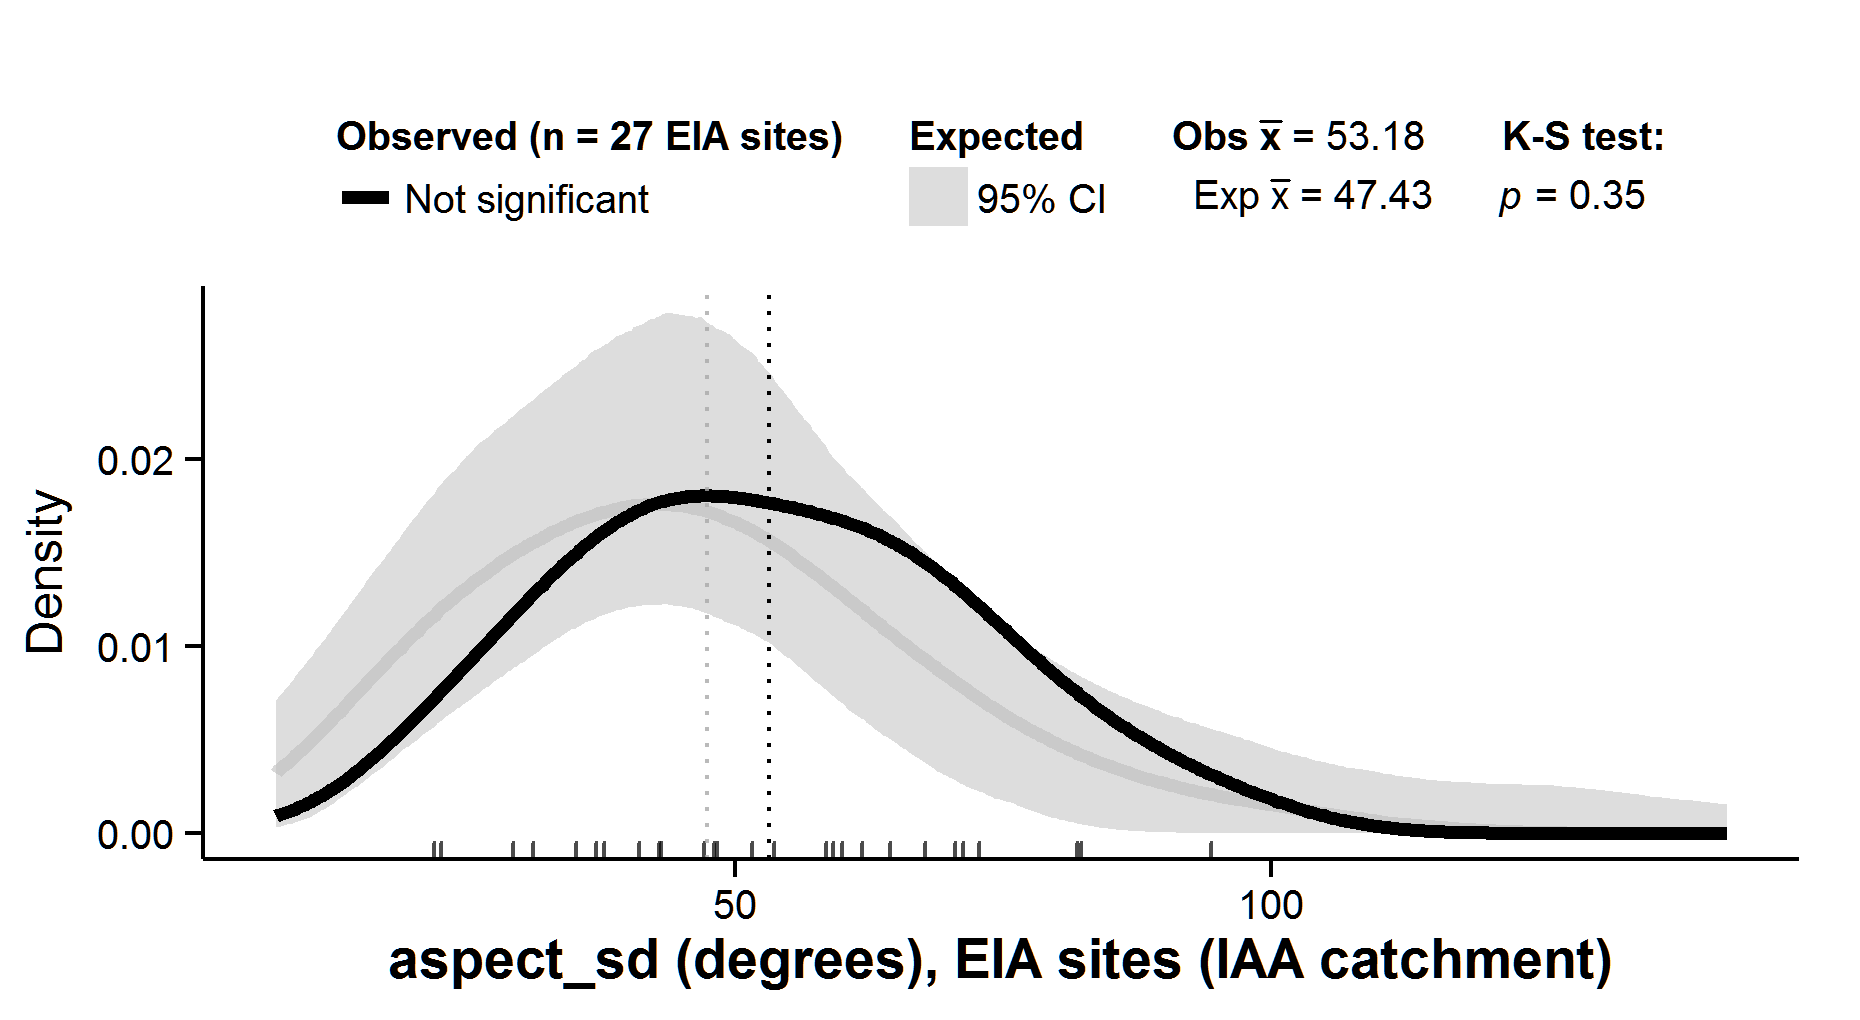 Observed (n = 27 EIA sites) Expected Obs x̅ = 53.18 K-S test:
Not significant 95% CI Exp x̅ = 47.43 p = 0.35
0.02
0.01
0.00
Density
50 100
aspect_sd (degrees), EIA sites (IAA catchment)